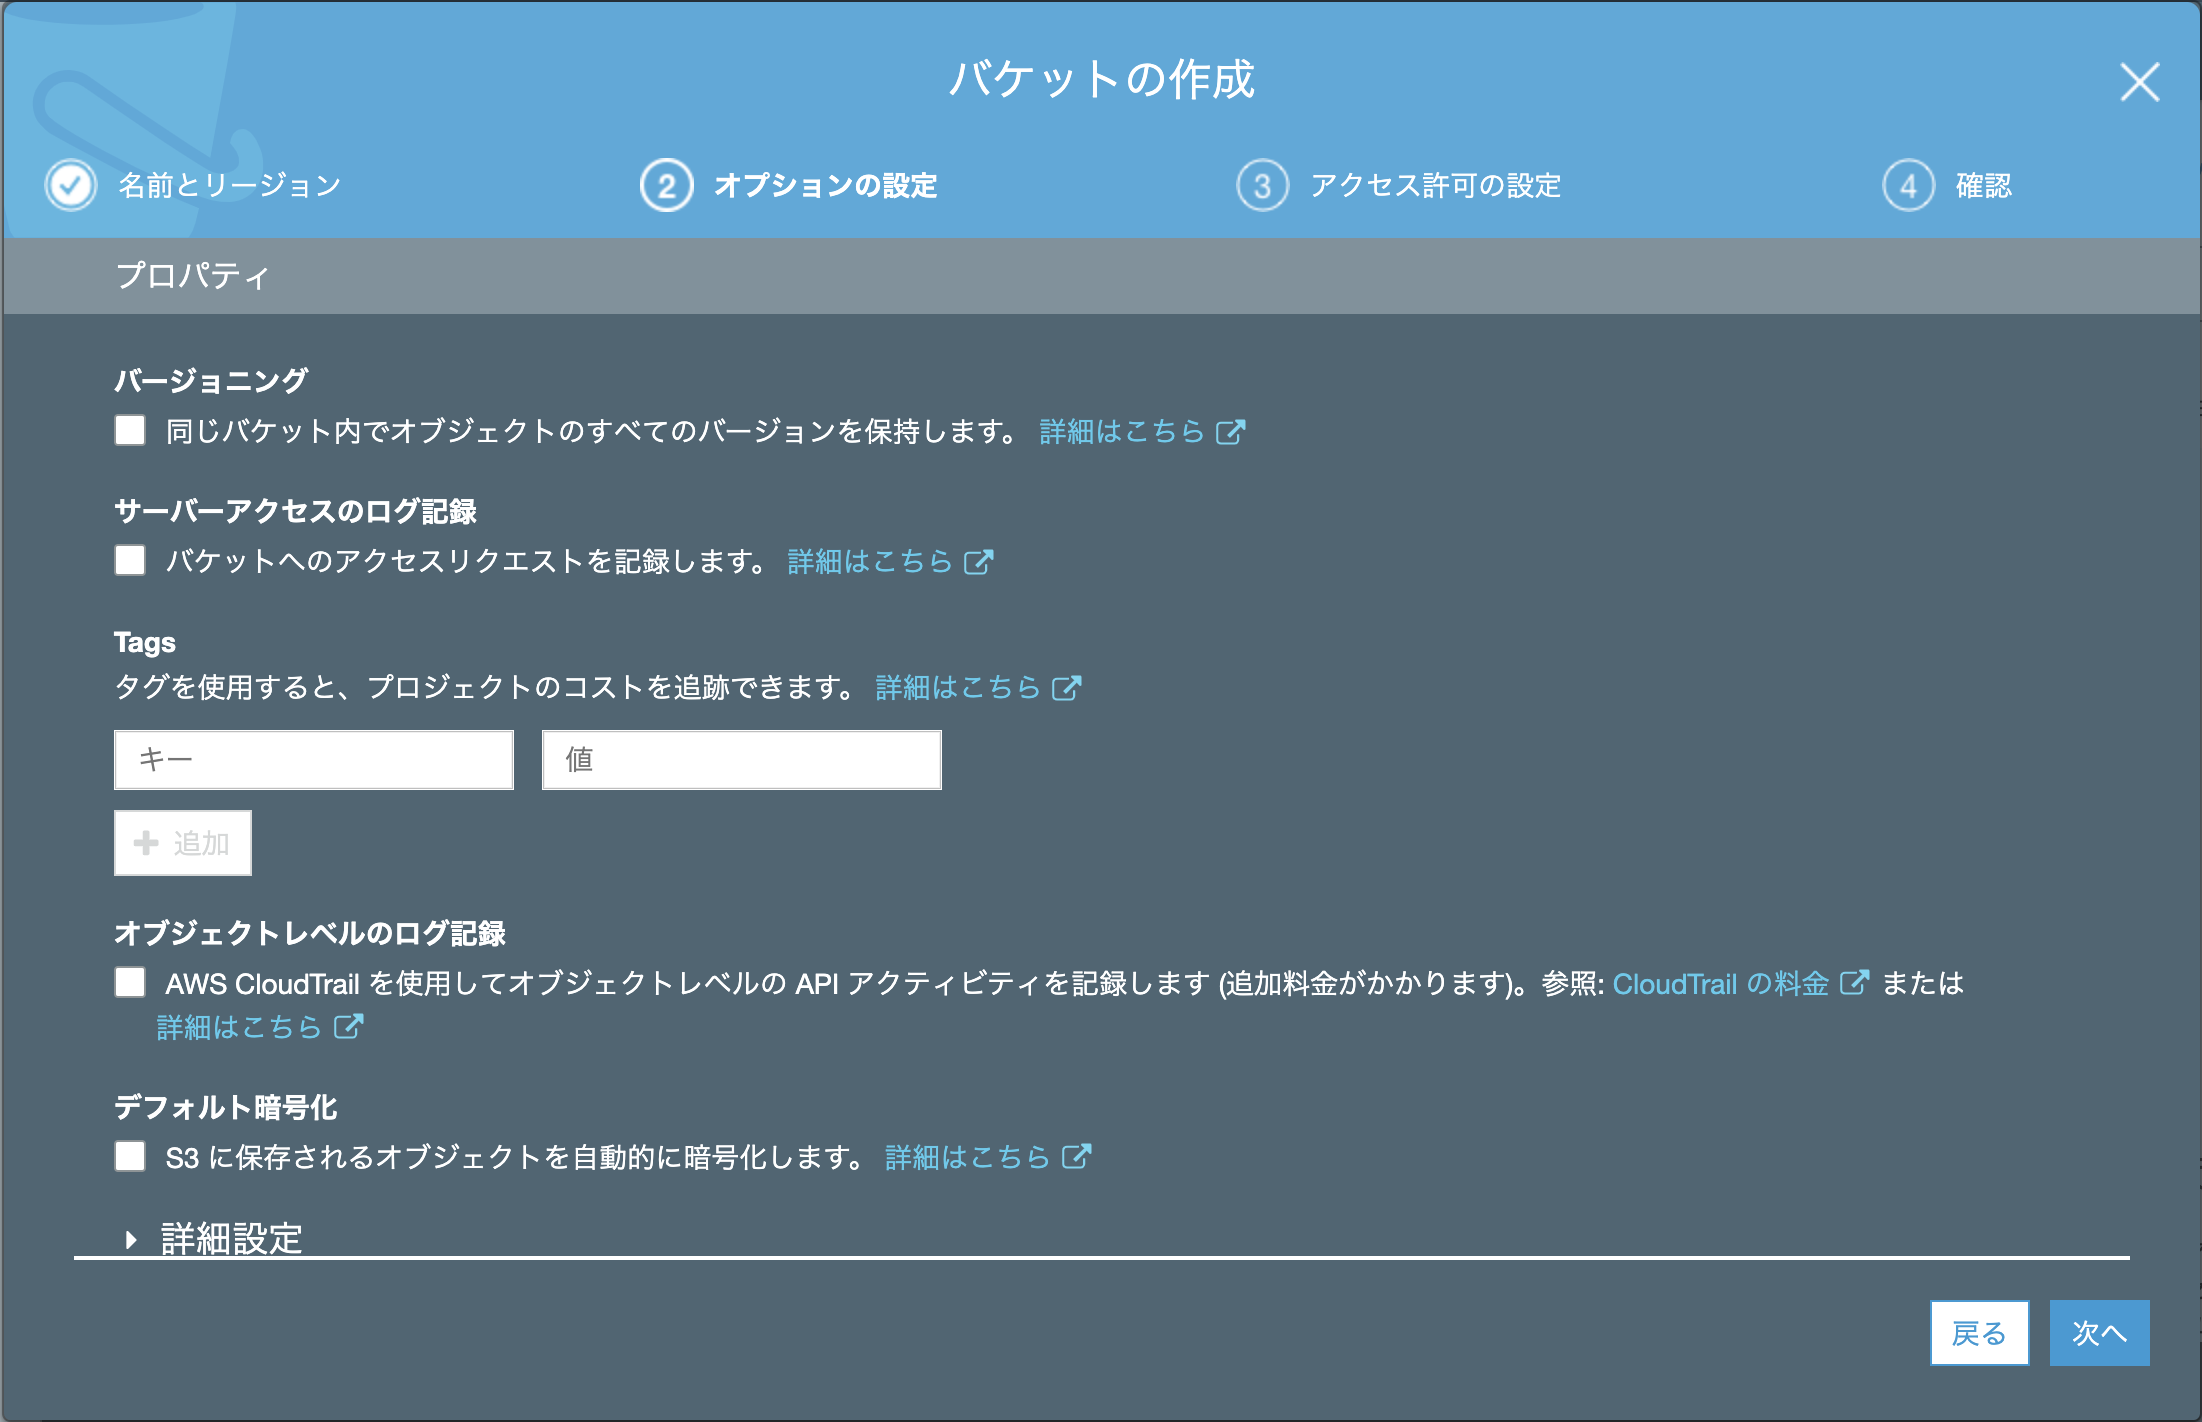 バケットの作成
名前とリージョン
2 オプションの設定
3 アクセス許可の設定
4 確認
プロパティ
バージョニング
同じバケット内でオブジェクトのすべてのバージョンを保持します。 詳細はこちら
サーバーアクセスのログ記録
バケットへのアクセスリクエストを記録します。 詳細はこちら
Tags
タグを使用すると、プロジェクトのコストを追跡できます。 詳細はこちら
キー 値
追加
オブジェクトレベルのログ記録
AWS CloudTrail を使用してオブジェクトレベルの API アクティビティを記録します (追加料金がかかります)。参照: CloudTrail の料金 または
詳細はこちら
デフォルト暗号化
S3 に保存されるオブジェクトを自動的に暗号化します。 詳細はこちら
詳細設定
戻る 次へ